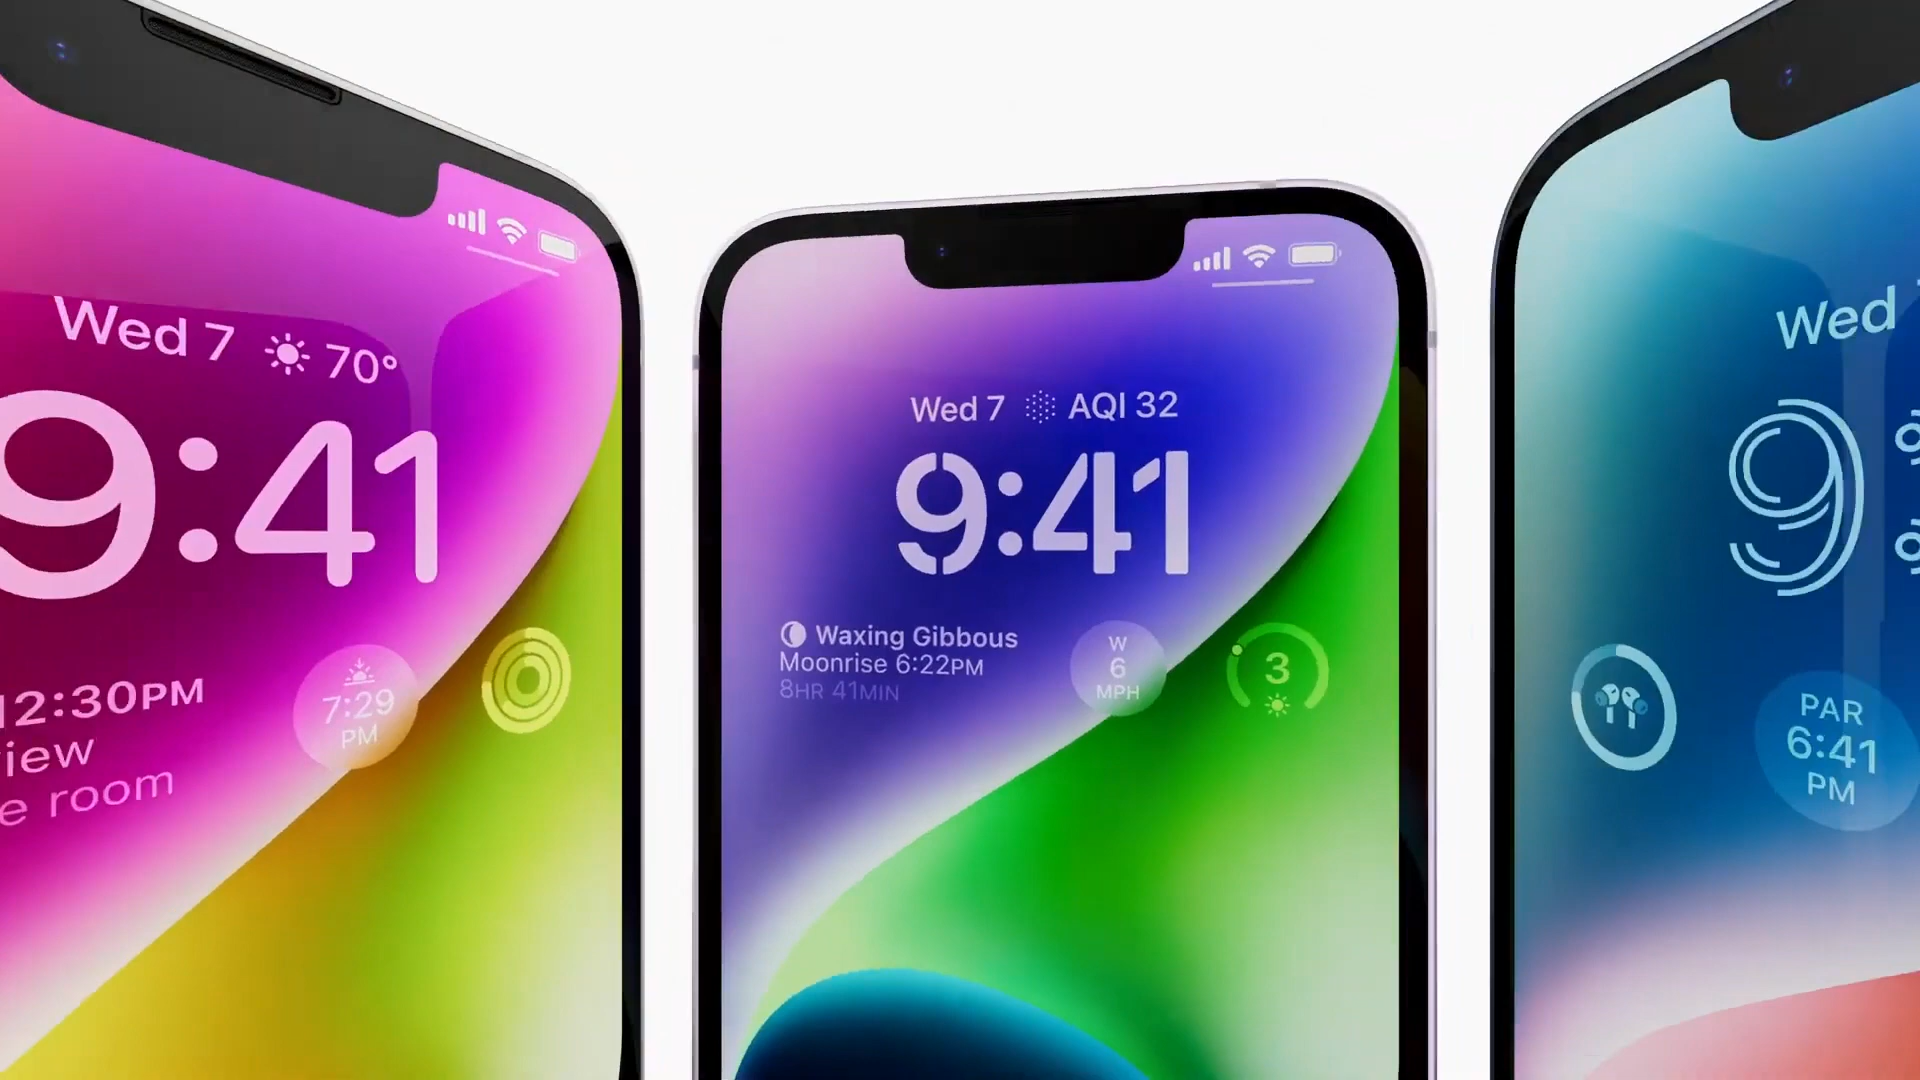 Wed 7 70°
9:41
12:30PM
e room
7:29
PM
Wed 7 AQI 32
9:41
Waxing Gibbous
Moonrise 6:22PM
8HR 41MIN
W
6
MPH
3
Wed
9:
PAR
6:41
PM